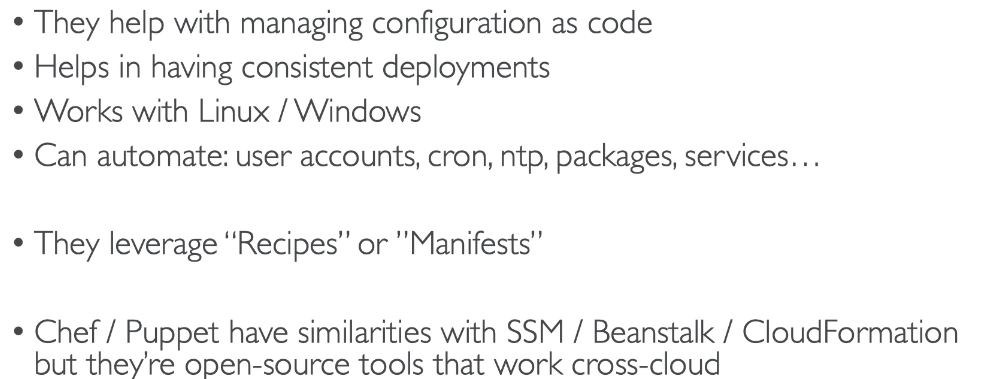 • They help with managing configuration as code
• Helps in having consistent deployments
• Works with Linux / Windows
• Can automate: user accounts, cron, ntp, packages, services…
• They leverage “Recipes” or ”Manifests”
• Chef / Puppet have similarities with SSM / Beanstalk / CloudFormation
but they’re open-source tools that work cross-cloud